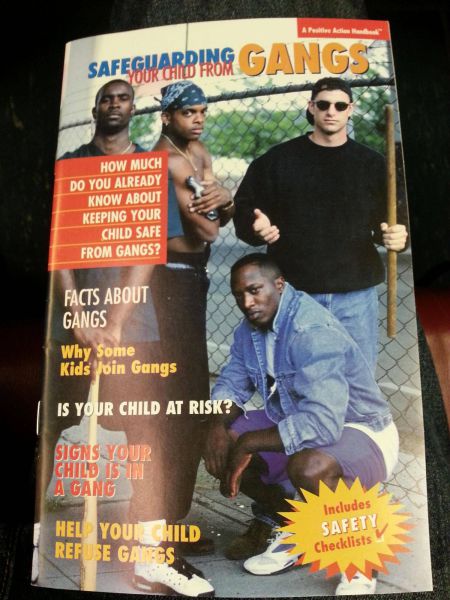 A Positive Action Handbook™
SAFEGUARDING
YOUR CHILD FROM GANGS
HOW MUCH
DO YOU ALREADY
KNOW ABOUT
KEEPING YOUR
CHILD SAFE
FROM GANGS?
FACTS ABOUT
GANGS
Why Some
Kids Join Gangs
IS YOUR CHILD AT RISK?
SIGNS YOUR
CHILD IS IN
A GANG
HELP YOUR CHILD
REFUSE GANGS
Includes
SAFETY
Checklists